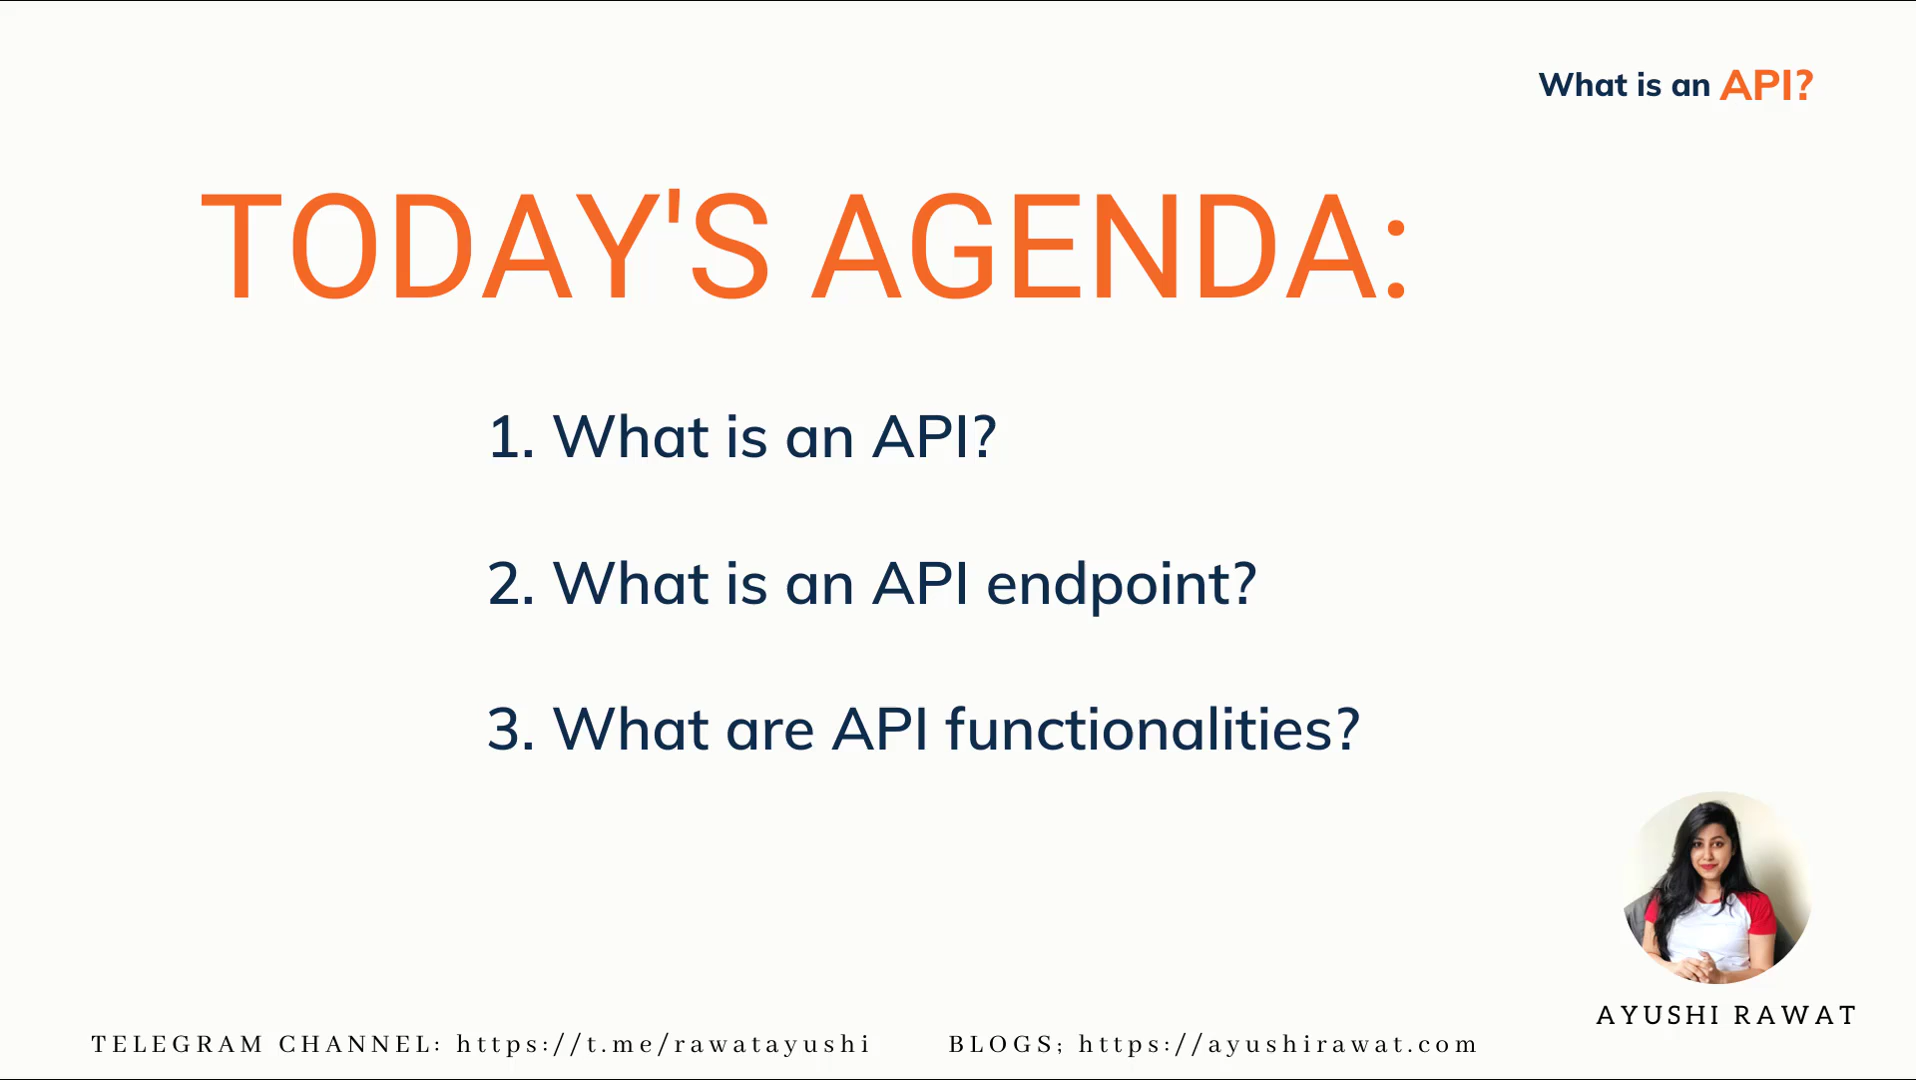 What is an API?
TODAY'S AGENDA:
1. What is an API?
2. What is an API endpoint?
3. What are API functionalities?
AYUSHI RAWAT
TELEGRAM CHANNEL: https://t.me/rawatayushi
BLOGS; https://ayushirawat.com